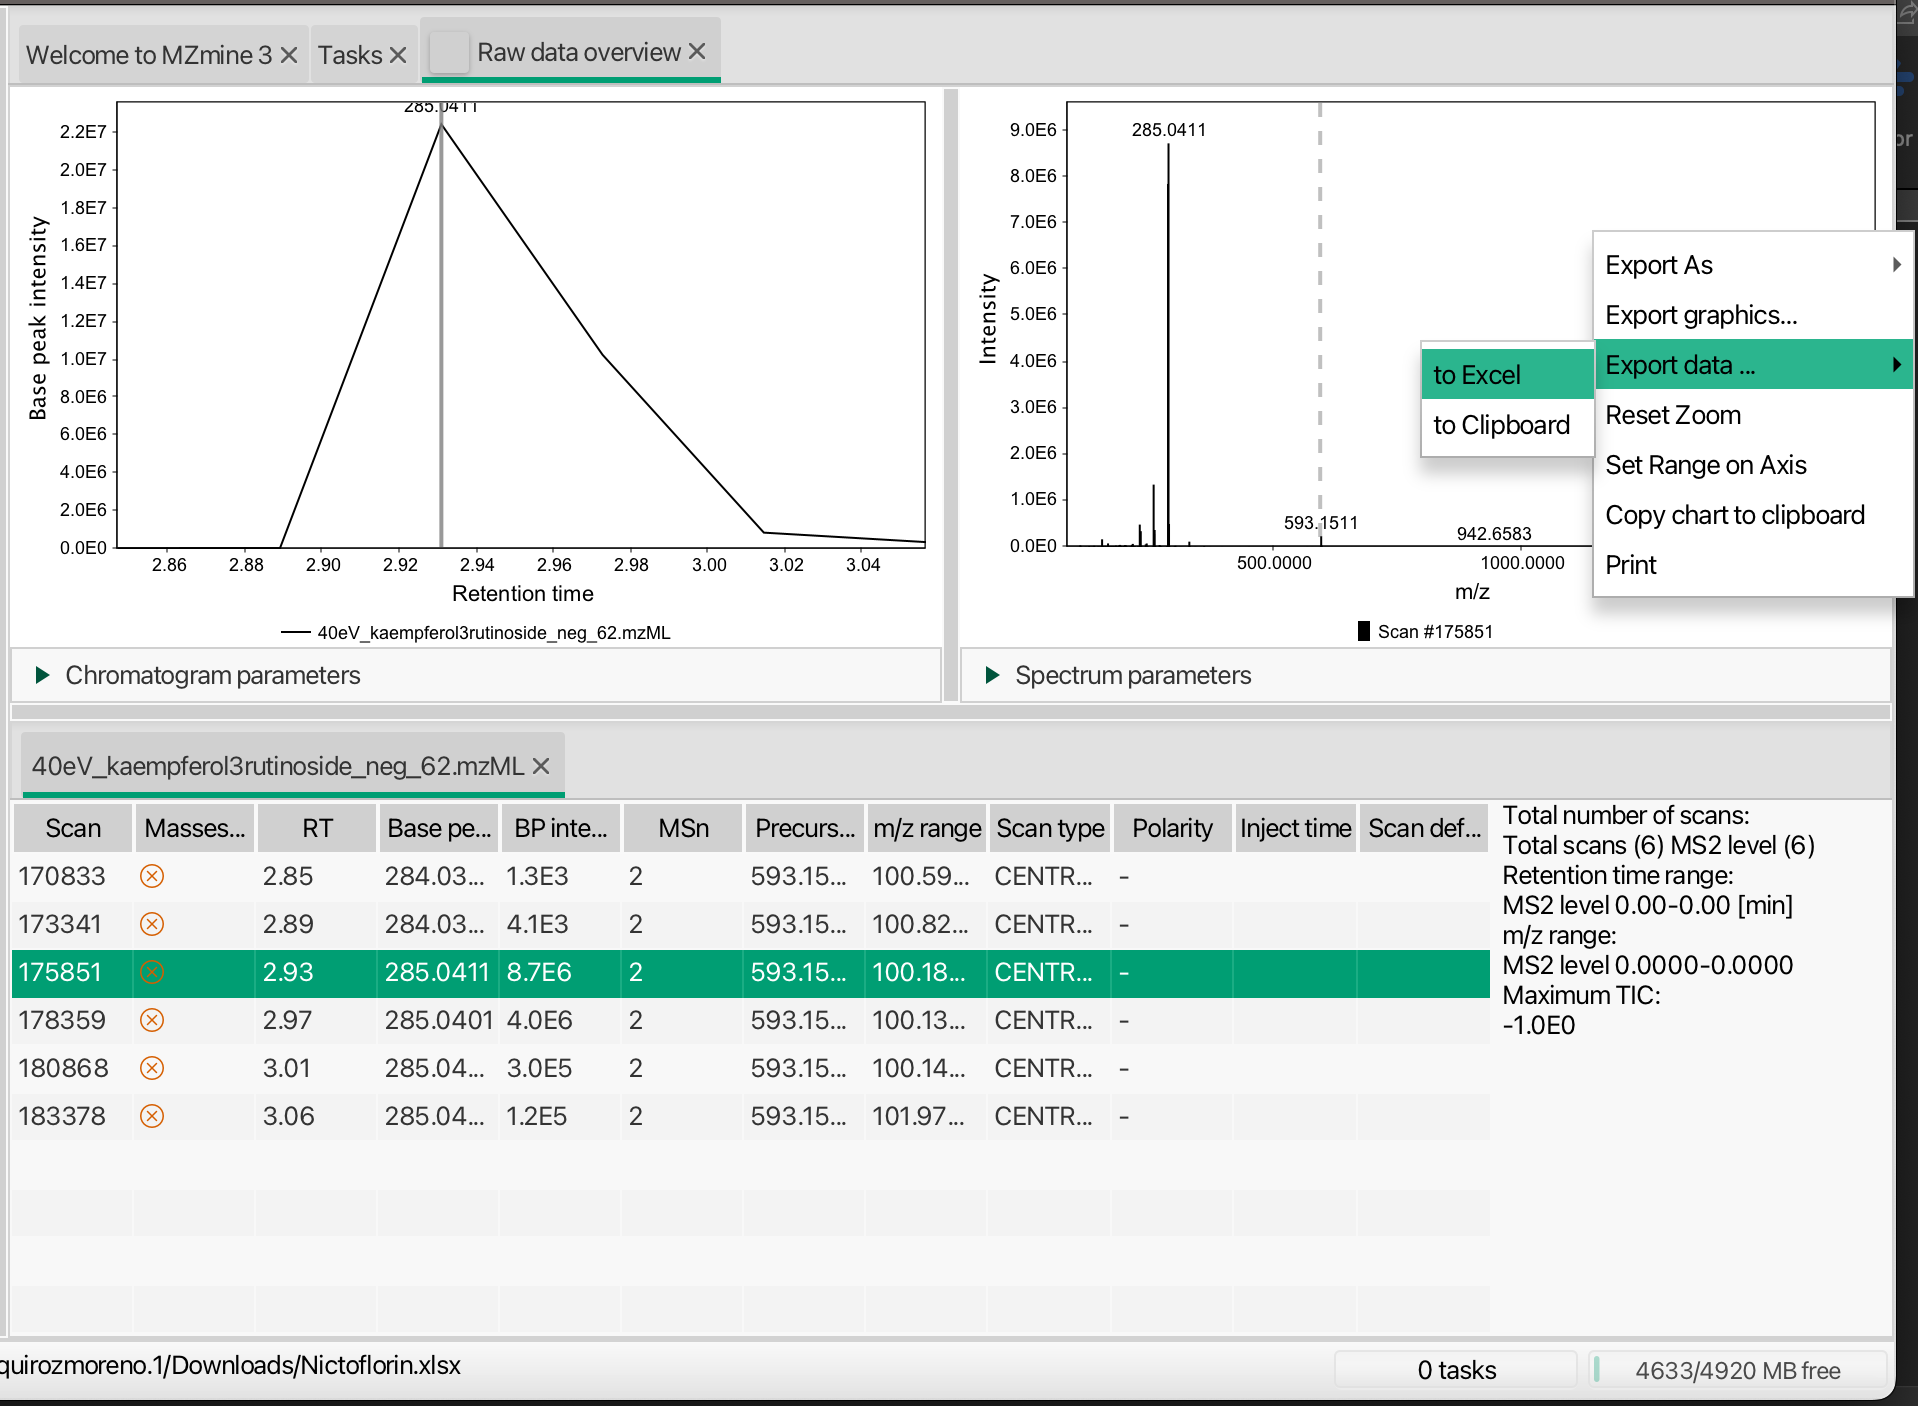 Welcome to MZmine 3
Tasks
Raw data overview
or
285.0411
2.2E7
2.0E7
1.8E7
1.6E7
1.4E7
1.2E7
1.0E7
8.0E6
6.0E6
4.0E6
2.0E6
0.0E0
Base peak intensity
2.86 2.88 2.90 2.92 2.94 2.96 2.98 3.00 3.02 3.04
Retention time
40eV_kaempferol3rutinoside_neg_62.mzML
Chromatogram parameters
9.0E6
8.0E6
7.0E6
6.0E6
5.0E6
4.0E6
3.0E6
2.0E6
1.0E6
0.0E0
Intensity
285.0411
593.1511
942.6583
500.0000 1000.0000
m/z
Scan #175851
Spectrum parameters
Export As
Export graphics...
Export data ...
Reset Zoom
Set Range on Axis
Copy chart to clipboard
Print
to Excel
to Clipboard
40eV_kaempferol3rutinoside_neg_62.mzML
Scan Masses... RT Base pe... BP inte... MSn Precurs... m/z range Scan type Polarity Inject time Scan def...
170833 2.85 284.03... 1.3E3 2 593.15... 100.59... CENTR... -
173341 2.89 284.03... 4.1E3 2 593.15... 100.82... CENTR... -
175851 2.93 285.0411 8.7E6 2 593.15... 100.18... CENTR... -
178359 2.97 285.0401 4.0E6 2 593.15... 100.13... CENTR... -
180868 3.01 285.04... 3.0E5 2 593.15... 100.14... CENTR... -
183378 3.06 285.04... 1.2E5 2 593.15... 101.97... CENTR... -
Total number of scans:
Total scans (6) MS2 level (6)
Retention time range:
MS2 level 0.00-0.00 [min]
m/z range:
MS2 level 0.0000-0.0000
Maximum TIC:
-1.0E0
quirozmoreno.1/Downloads/Nictoflorin.xlsx
0 tasks
4633/4920 MB free